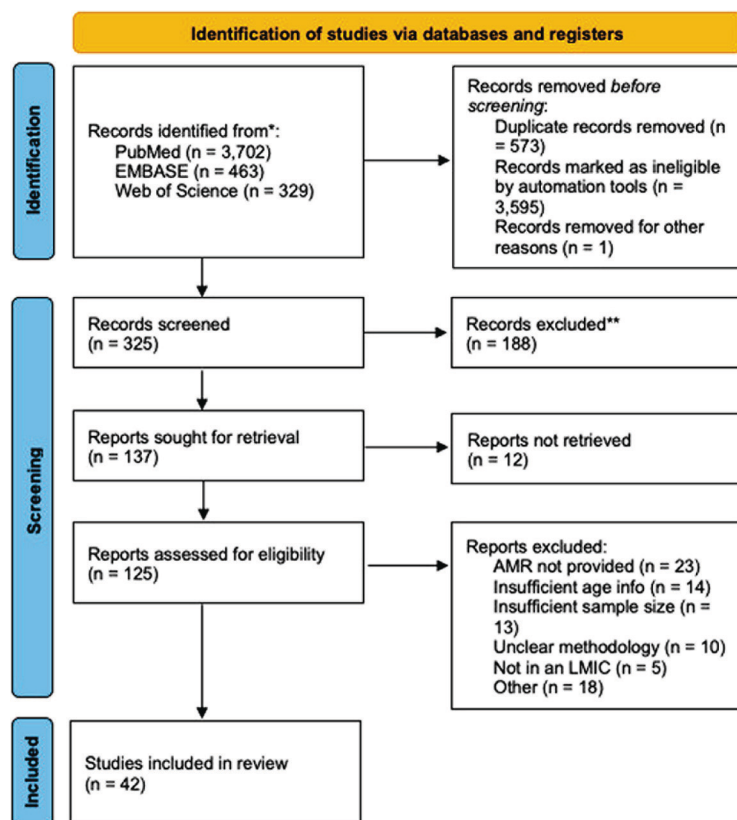 Identification of studies via databases and registers
Identification
Records identified from*:
PubMed (n = 3,702)
EMBASE (n = 463)
Web of Science (n = 329)
Records removed before
screening:
Duplicate records removed (n
= 573)
Records marked as ineligible
by automation tools (n =
3,595)
Records removed for other
reasons (n = 1)
Screening
Records screened
(n = 325)
Records excluded**
(n = 188)
Reports sought for retrieval
(n = 137)
Reports not retrieved
(n = 12)
Reports assessed for eligibility
(n = 125)
Reports excluded:
AMR not provided (n = 23)
Insufficient age info (n = 14)
Insufficient sample size (n =
13)
Unclear methodology (n = 10)
Not in an LMIC (n = 5)
Other (n = 18)
Included
Studies included in review
(n = 42)